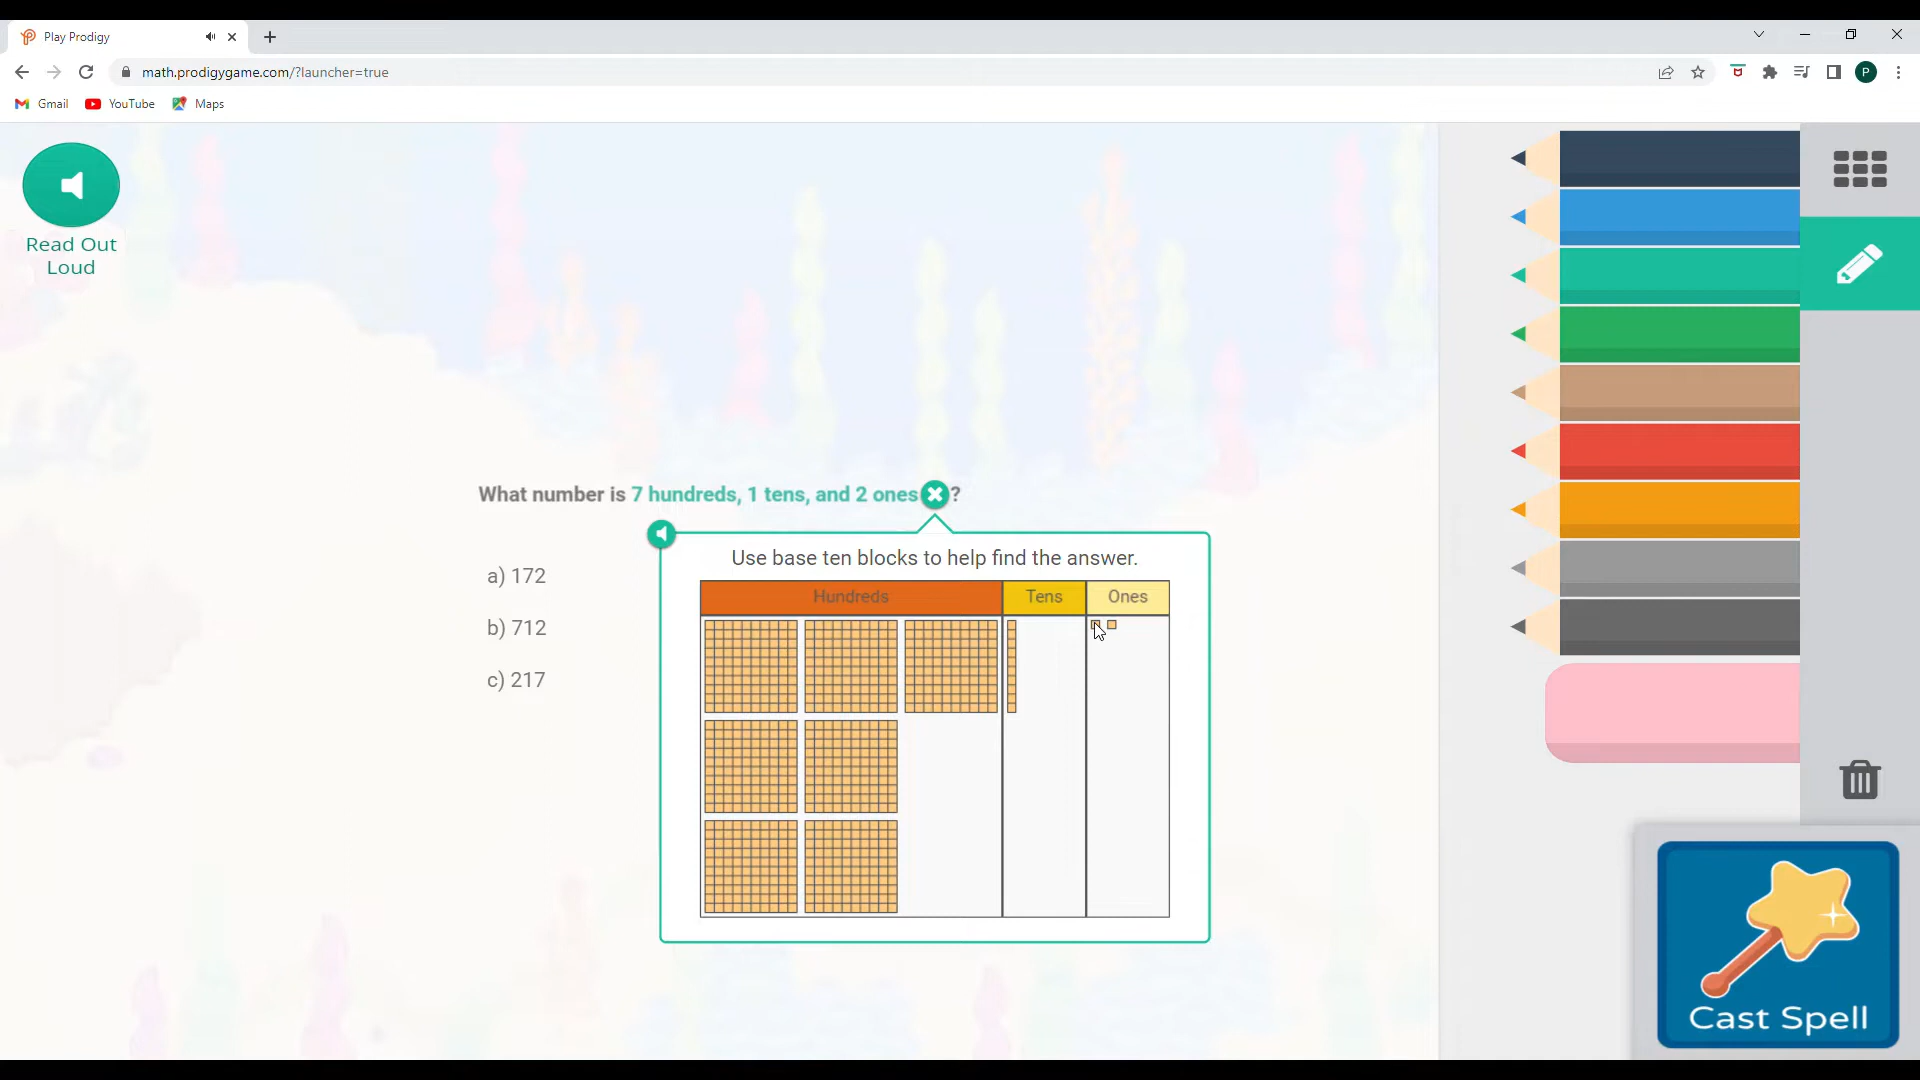 Play Prodigy
math.prodigygame.com/?launcher=true
P
Gmail YouTube Maps
Read Out
Loud
What number is 7 hundreds, 1 tens, and 2 ones ?
a) 172
b) 712
c) 217
Use base ten blocks to help find the answer.
Hundreds Tens Ones
Cast Spell